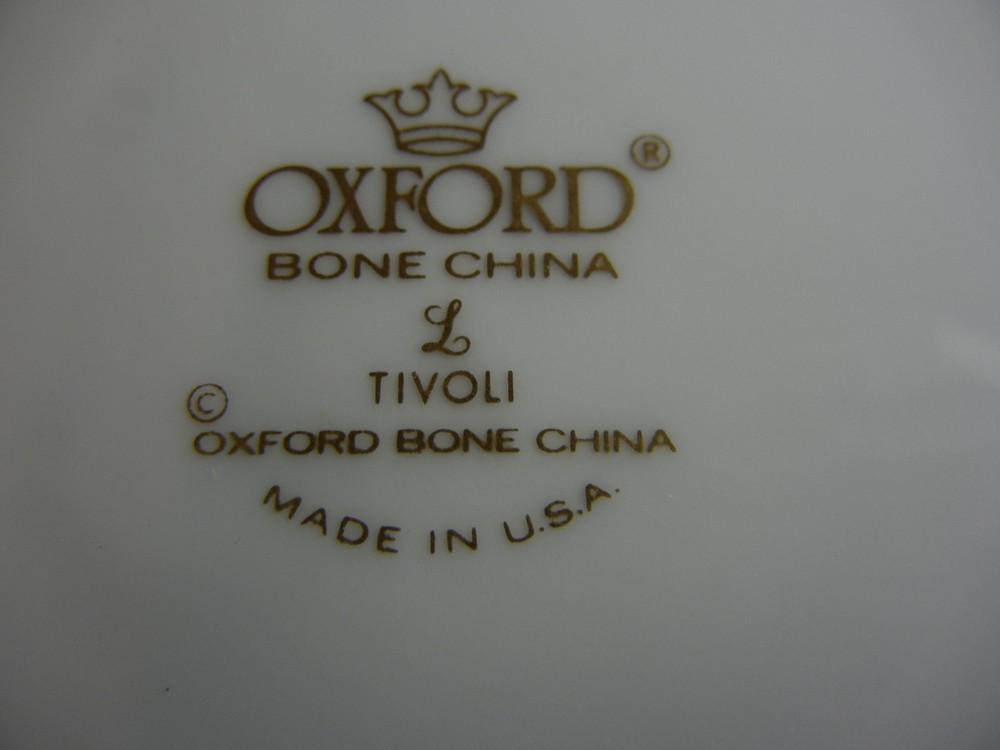 OXFORD ®
BONE CHINA
L
TIVOLI
©
OXFORD BONE CHINA
MADE IN U.S.A.